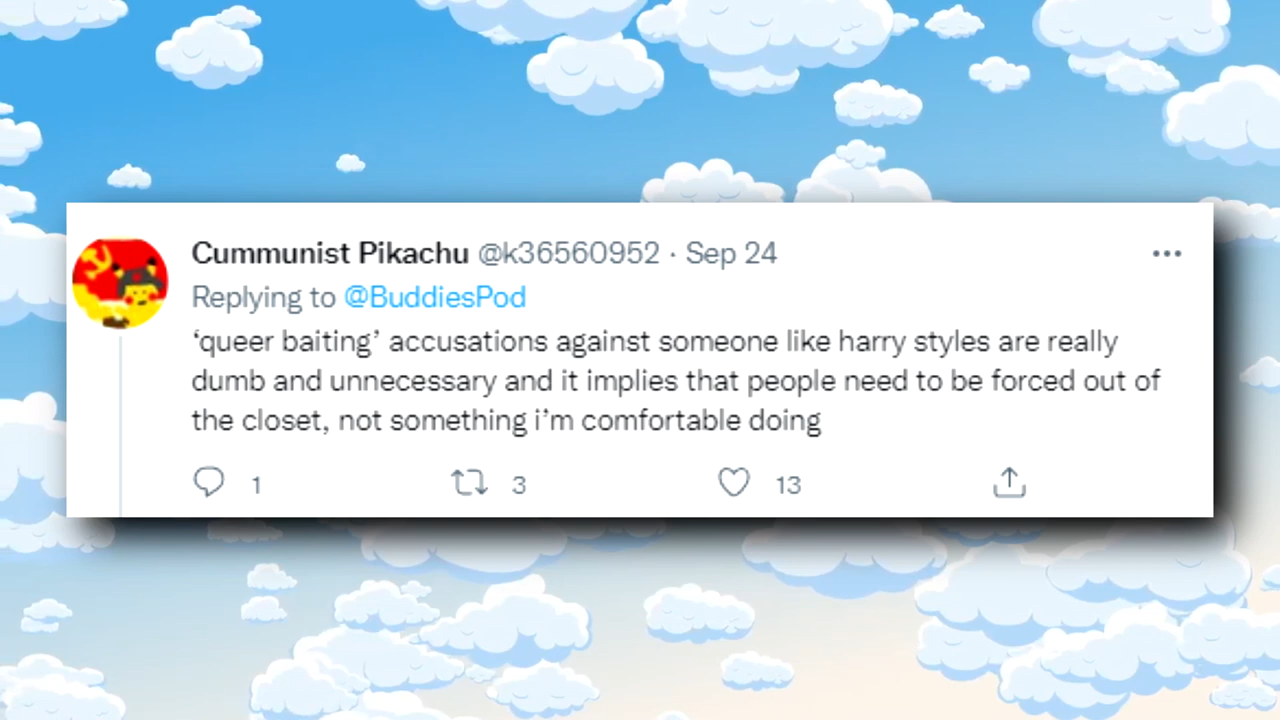 Cummunist Pikachu @k36560952 · Sep 24
Replying to @BuddiesPod
‘queer baiting’ accusations against someone like harry styles are really
dumb and unnecessary and it implies that people need to be forced out of
the closet, not something i’m comfortable doing
1 3 13